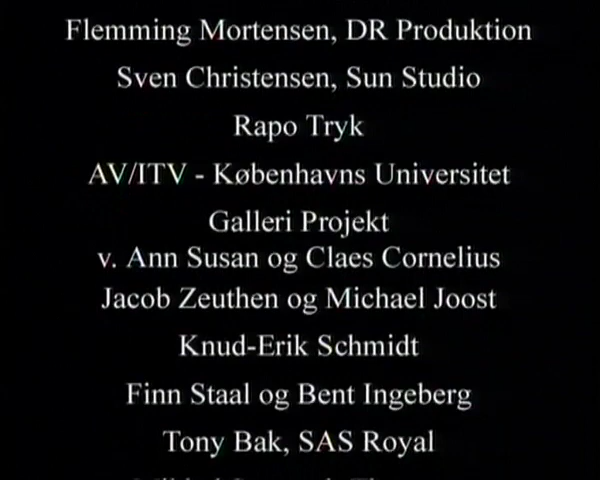 Flemming Mortensen, DR Produktion
Sven Christensen, Sun Studio
Rapo Tryk
AV/ITV - Københavns Universitet
Galleri Projekt
v. Ann Susan og Claes Cornelius
Jacob Zeuthen og Michael Joost
Knud-Erik Schmidt
Finn Staal og Bent Ingeberg
Tony Bak, SAS Royal